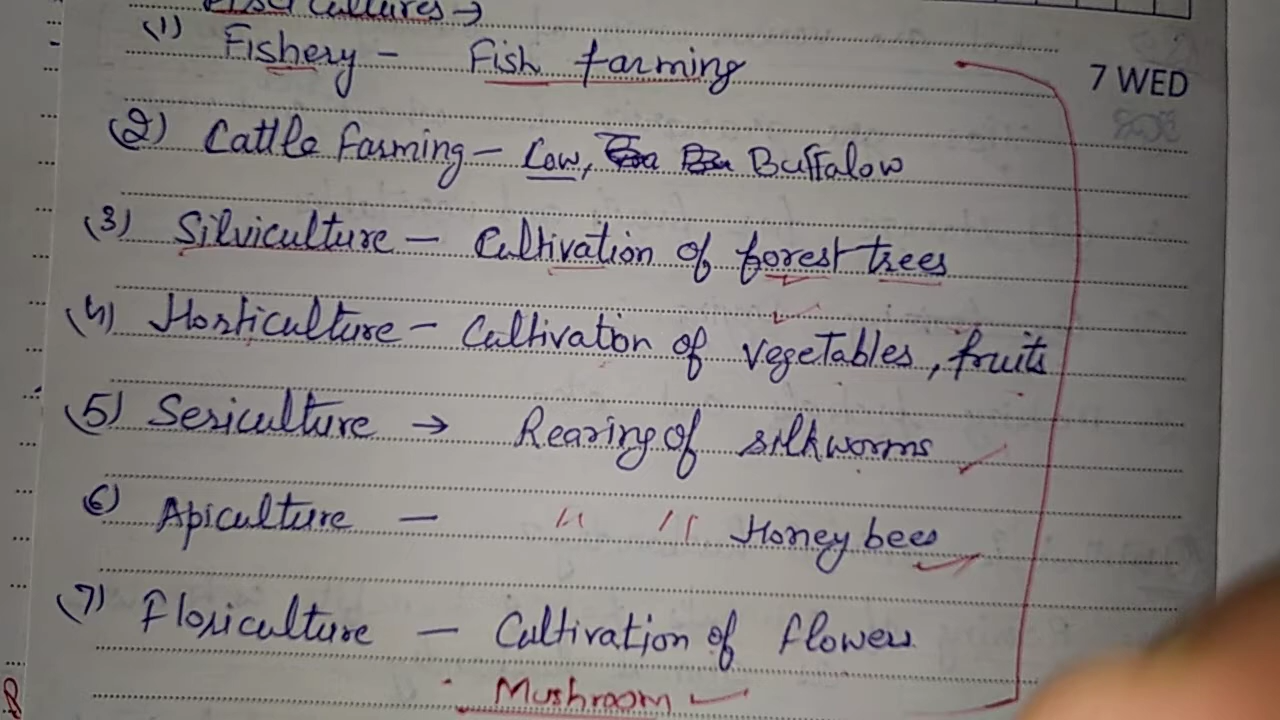 cultures →
(1) Fishery - Fish farming
7 WED
(2) Cattle farming - Cow, Buffalow
(3) Silviculture - Cultivation of forest trees
(4) Horticulture - Cultivation of vegetables, fruits
(5) Sericulture → Rearing of silkworms
(6) Apiculture - " " Honey bees
(7) Floriculture - Cultivation of flowers
Mushroom